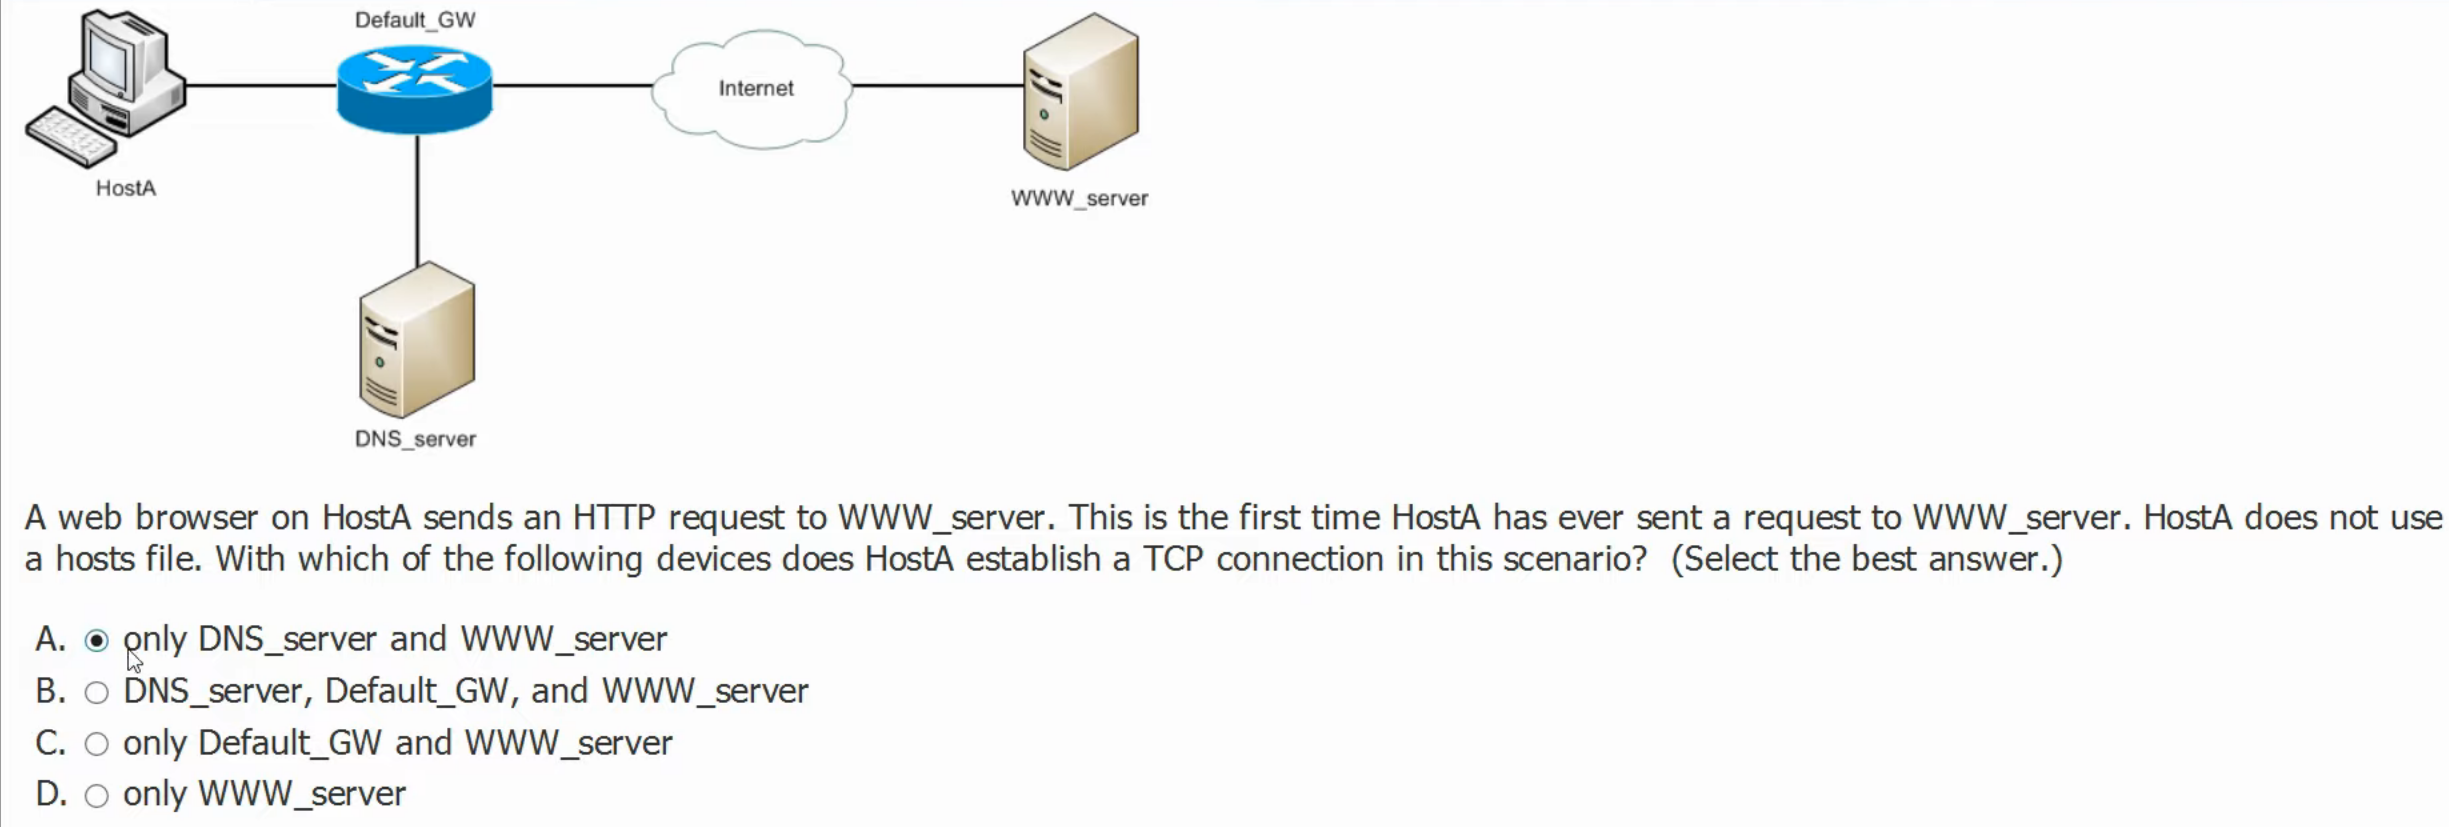 Default_GW
Internet
HostA
WWW_server
DNS_server
A web browser on HostA sends an HTTP request to WWW_server. This is the first time HostA has ever sent a request to WWW_server. HostA does not use
a hosts file. With which of the following devices does HostA establish a TCP connection in this scenario? (Select the best answer.)
A. only DNS_server and WWW_server
B. DNS_server, Default_GW, and WWW_server
C. only Default_GW and WWW_server
D. only WWW_server